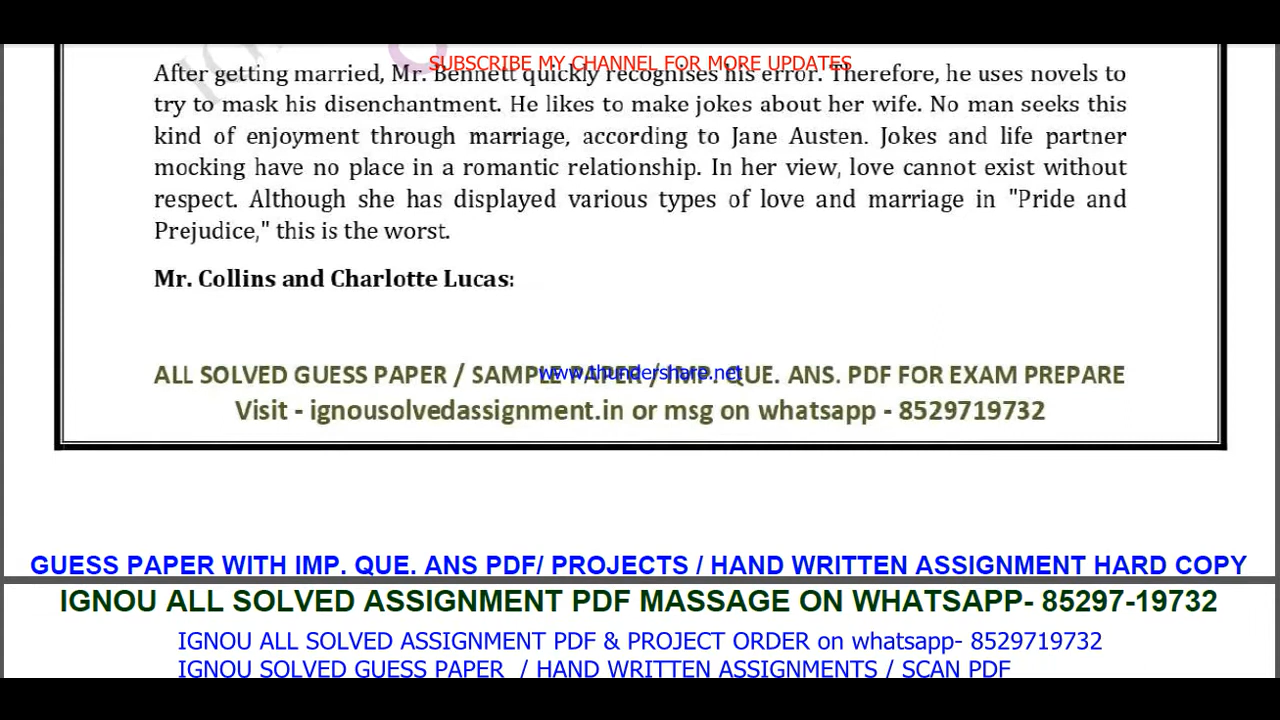 SUBSCRIBE MY CHANNEL FOR MORE UPDATES
After getting married, Mr. Bennett quickly recognises his error. Therefore, he uses novels to
try to mask his disenchantment. He likes to make jokes about her wife. No man seeks this
kind of enjoyment through marriage, according to Jane Austen. Jokes and life partner
mocking have no place in a romantic relationship. In her view, love cannot exist without
respect. Although she has displayed various types of love and marriage in "Pride and
Prejudice," this is the worst.
Mr. Collins and Charlotte Lucas:
ALL SOLVED GUESS PAPER / SAMPLE PAPER / IMP. QUE. ANS. PDF FOR EXAM PREPARE
www.thundershare.net
Visit - ignousolvedassignment.in or msg on whatsapp - 8529719732
GUESS PAPER WITH IMP. QUE. ANS PDF/ PROJECTS / HAND WRITTEN ASSIGNMENT HARD COPY
IGNOU ALL SOLVED ASSIGNMENT PDF MASSAGE ON WHATSAPP- 85297-19732
IGNOU ALL SOLVED ASSIGNMENT PDF & PROJECT ORDER on whatsapp- 8529719732
IGNOU SOLVED GUESS PAPER / HAND WRITTEN ASSIGNMENTS / SCAN PDF